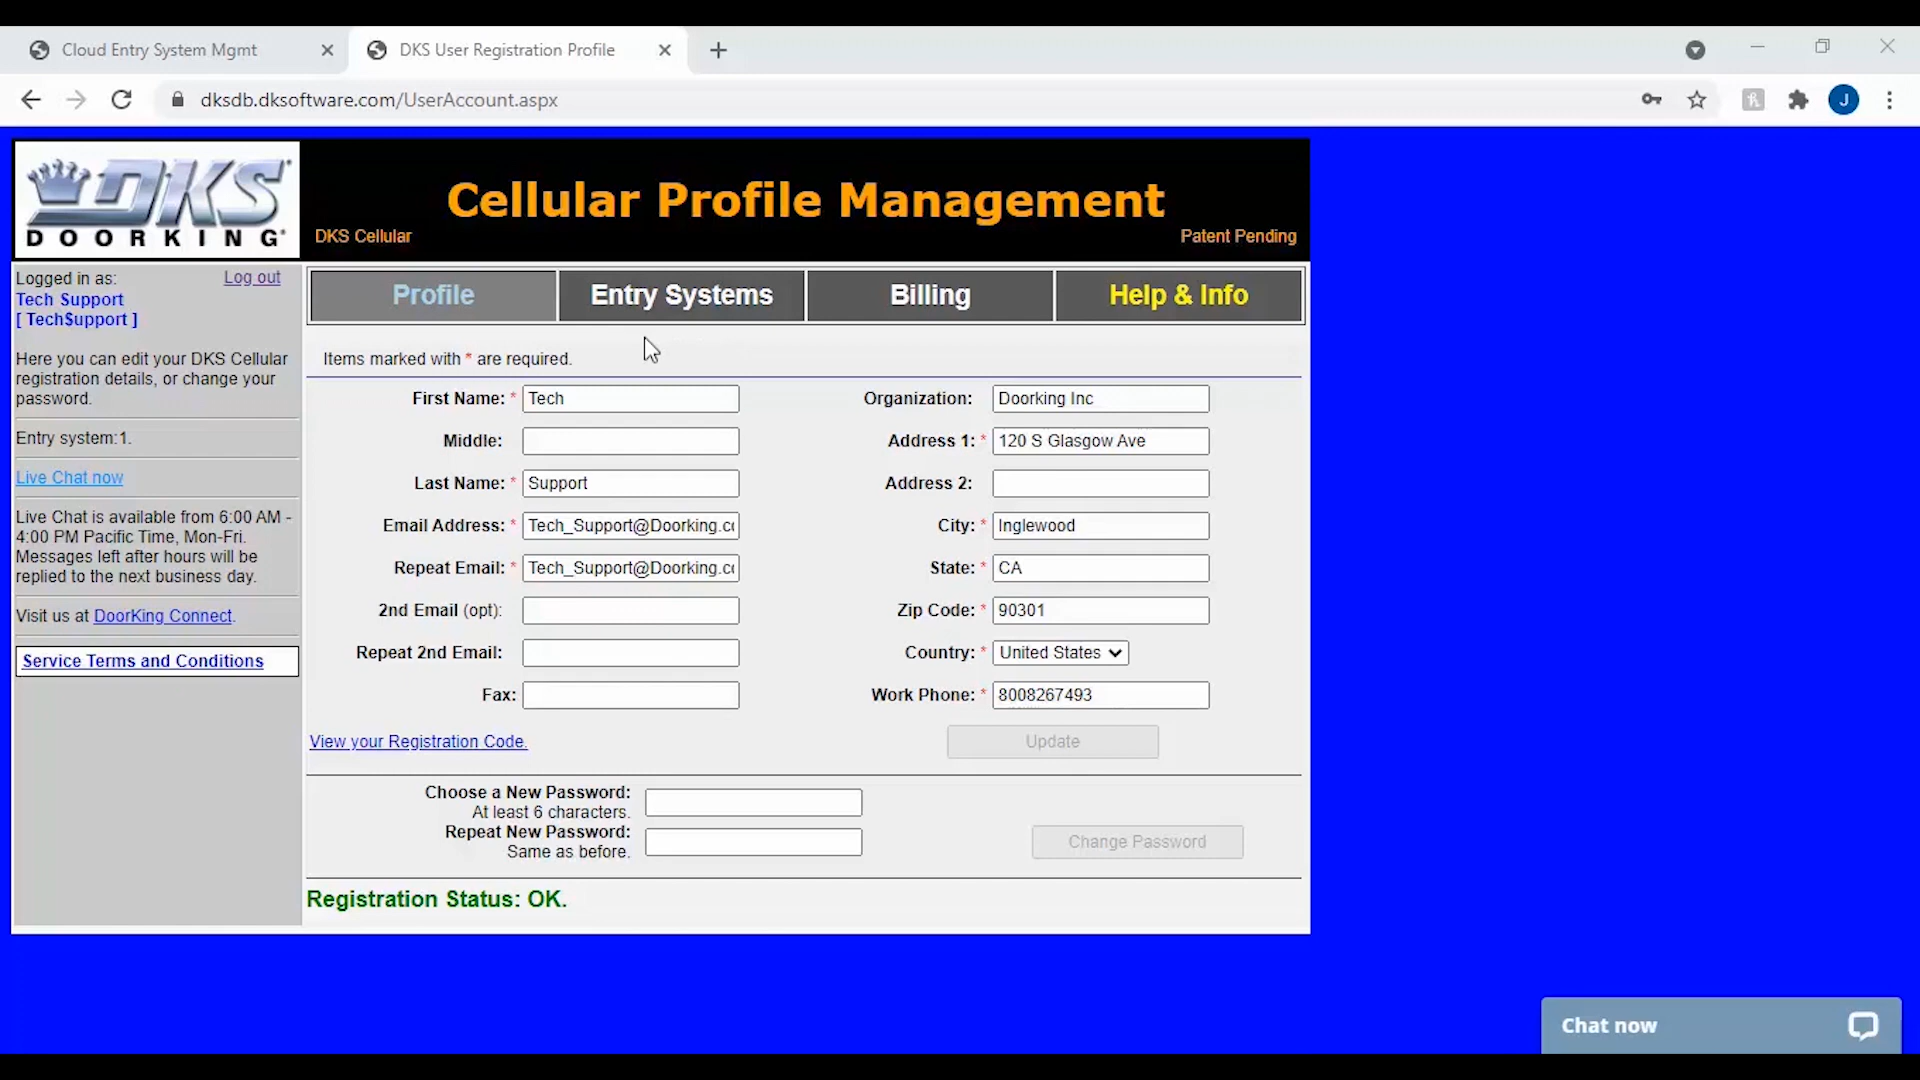 Cloud Entry System Mgmt
DKS User Registration Profile
dksdb.dksoftware.com/UserAccount.aspx
J
DKS
DOORKING
Cellular Profile Management
DKS Cellular
Patent Pending
Logged in as:
Log out
Tech Support
[ Tech$upport ]
Here you can edit your DKS Cellular
registration details, or change your
password.
Entry system:1.
Live Chat now
Live Chat is available from 6:00 AM -
4:00 PM Pacific Time, Mon-Fri.
Messages left after hours will be
replied to the next business day.
Visit us at DoorKing Connect.
Service Terms and Conditions
Profile
Entry Systems
Billing
Help & Info
Items marked with * are required.
First Name: * Tech
Organization: Doorking Inc
Middle:
Address 1: * 120 S Glasgow Ave
Last Name: * Support
Address 2:
Email Address: * Tech_Support@Doorking.c
City: * Inglewood
Repeat Email: * Tech_Support@Doorking.c
State: * CA
2nd Email (opt):
Zip Code: * 90301
Repeat 2nd Email:
Country: * United States
Fax:
Work Phone: * 8008267493
View your Registration Code.
Update
Choose a New Password:
At least 6 characters.
Repeat New Password:
Same as before.
Change Password
Registration Status: OK.
Chat now